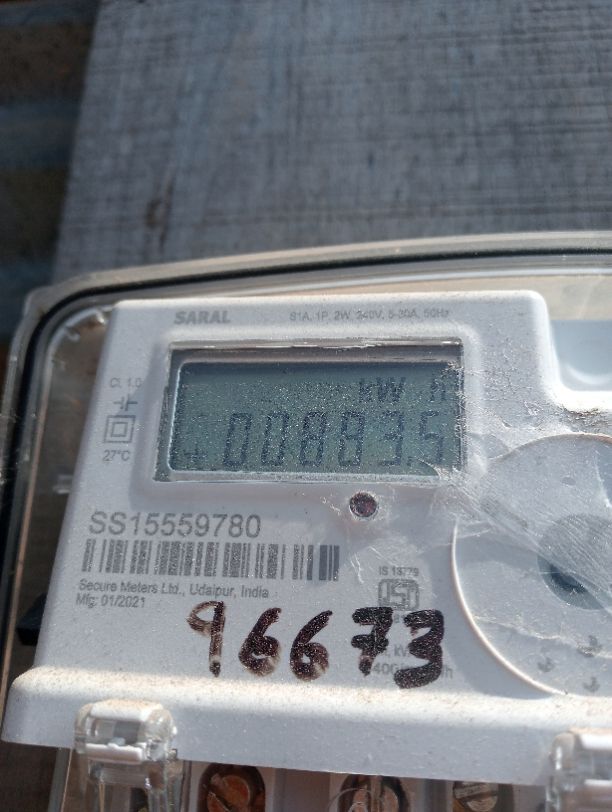 SARAL S1A, 1P, 2W, 240V, 5-30A, 50Hz
Cl. 1.0
kW h
00883.5
27°C
SS15559780
Secure Meters Ltd., Udaipur, India
Mfg: 01/2021
IS 13779
ISI
96673